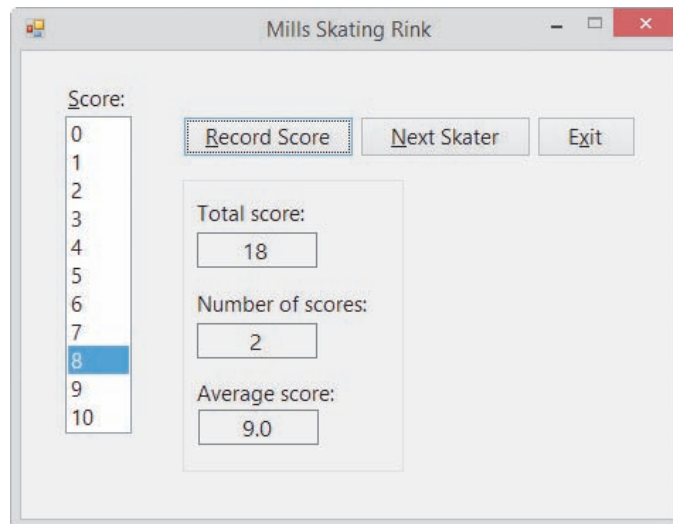 Mills Skating Rink
Score:
0
1
2
3
4
5
6
7
8
9
10
Record Score
Next Skater
Exit
Total score:
18
Number of scores:
2
Average score:
9.0